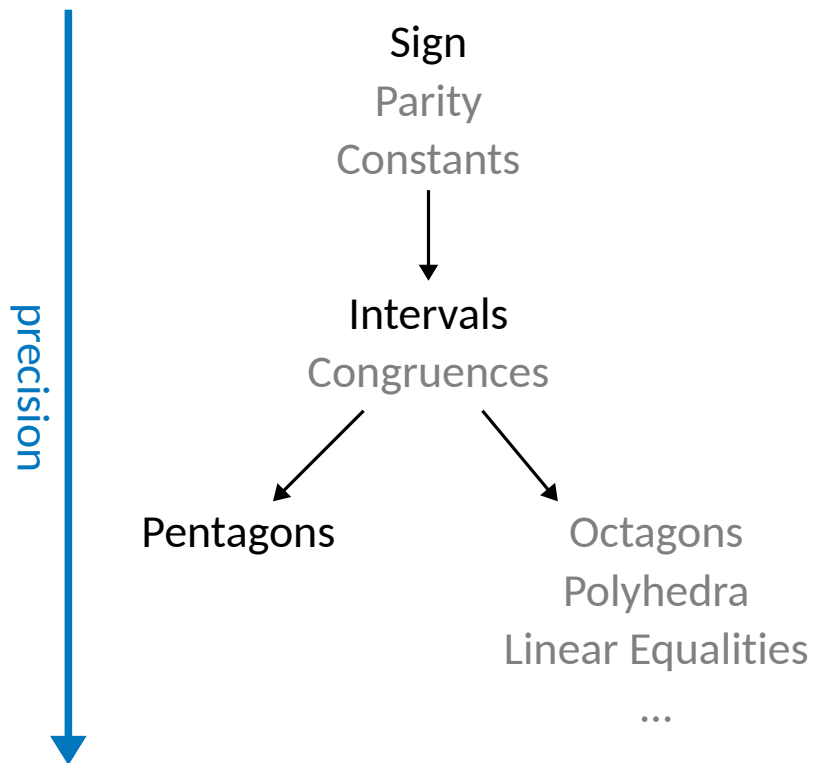 Sign
Parity
Constants
precision
Intervals
Congruences
Pentagons
Octagons
Polyhedra
Linear Equalities
...